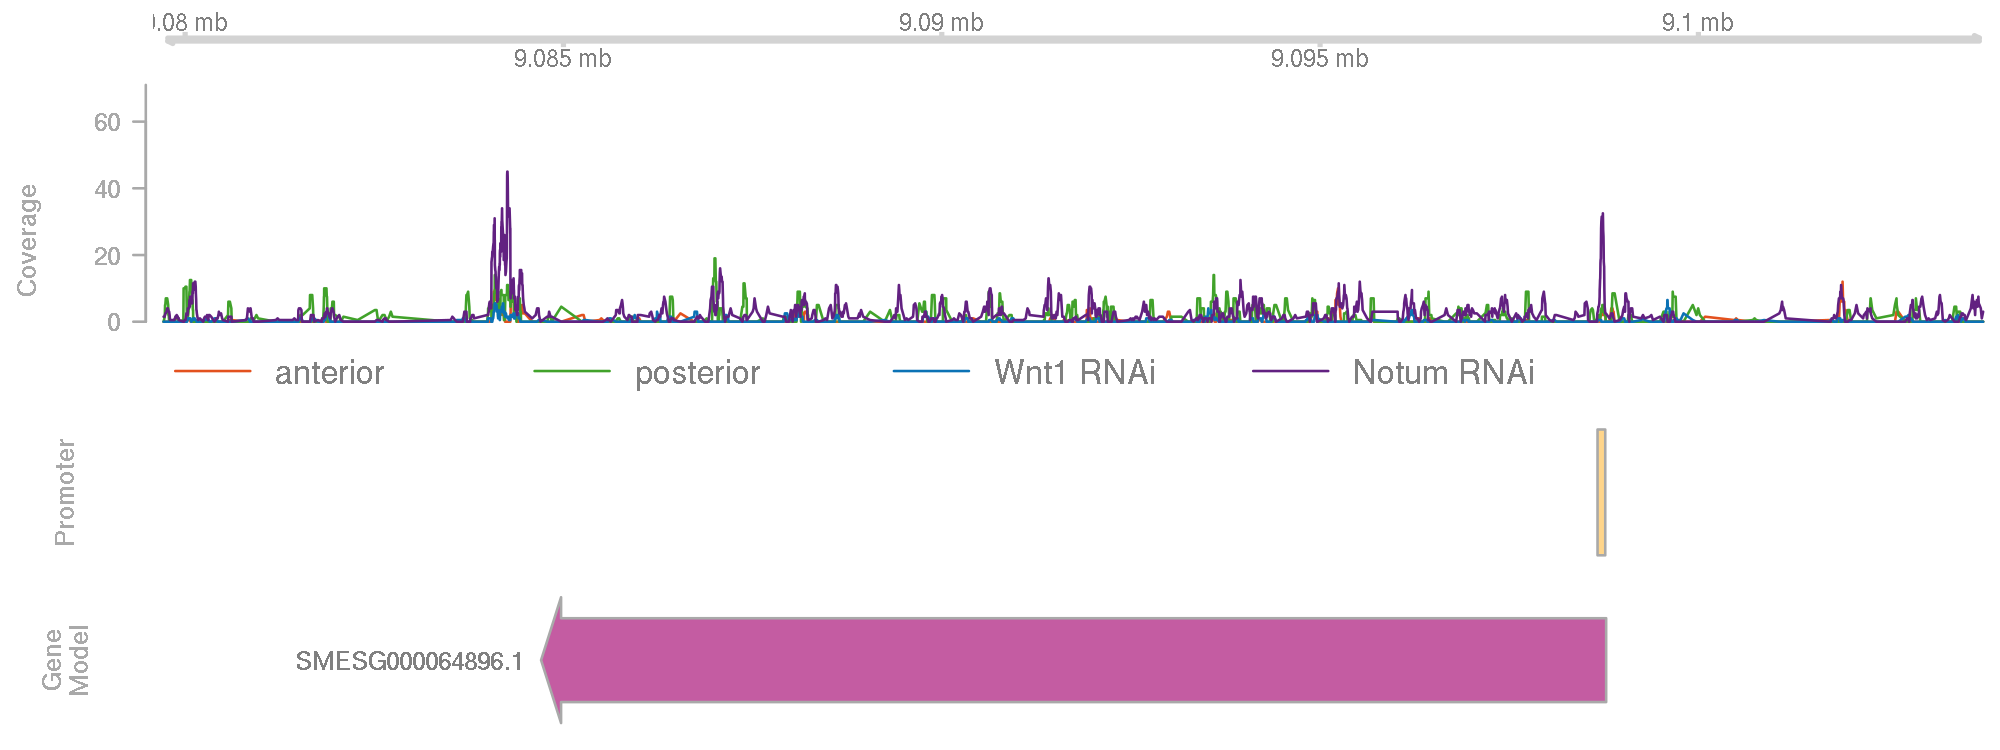 .08 mb 9.09 mb 9.1 mb
9.085 mb 9.095 mb
Coverage
60
40
20
0
0
anterior posterior Wnt1 RNAi Notum RNAi
Promoter
Gene
Model
SMESG000064896.1